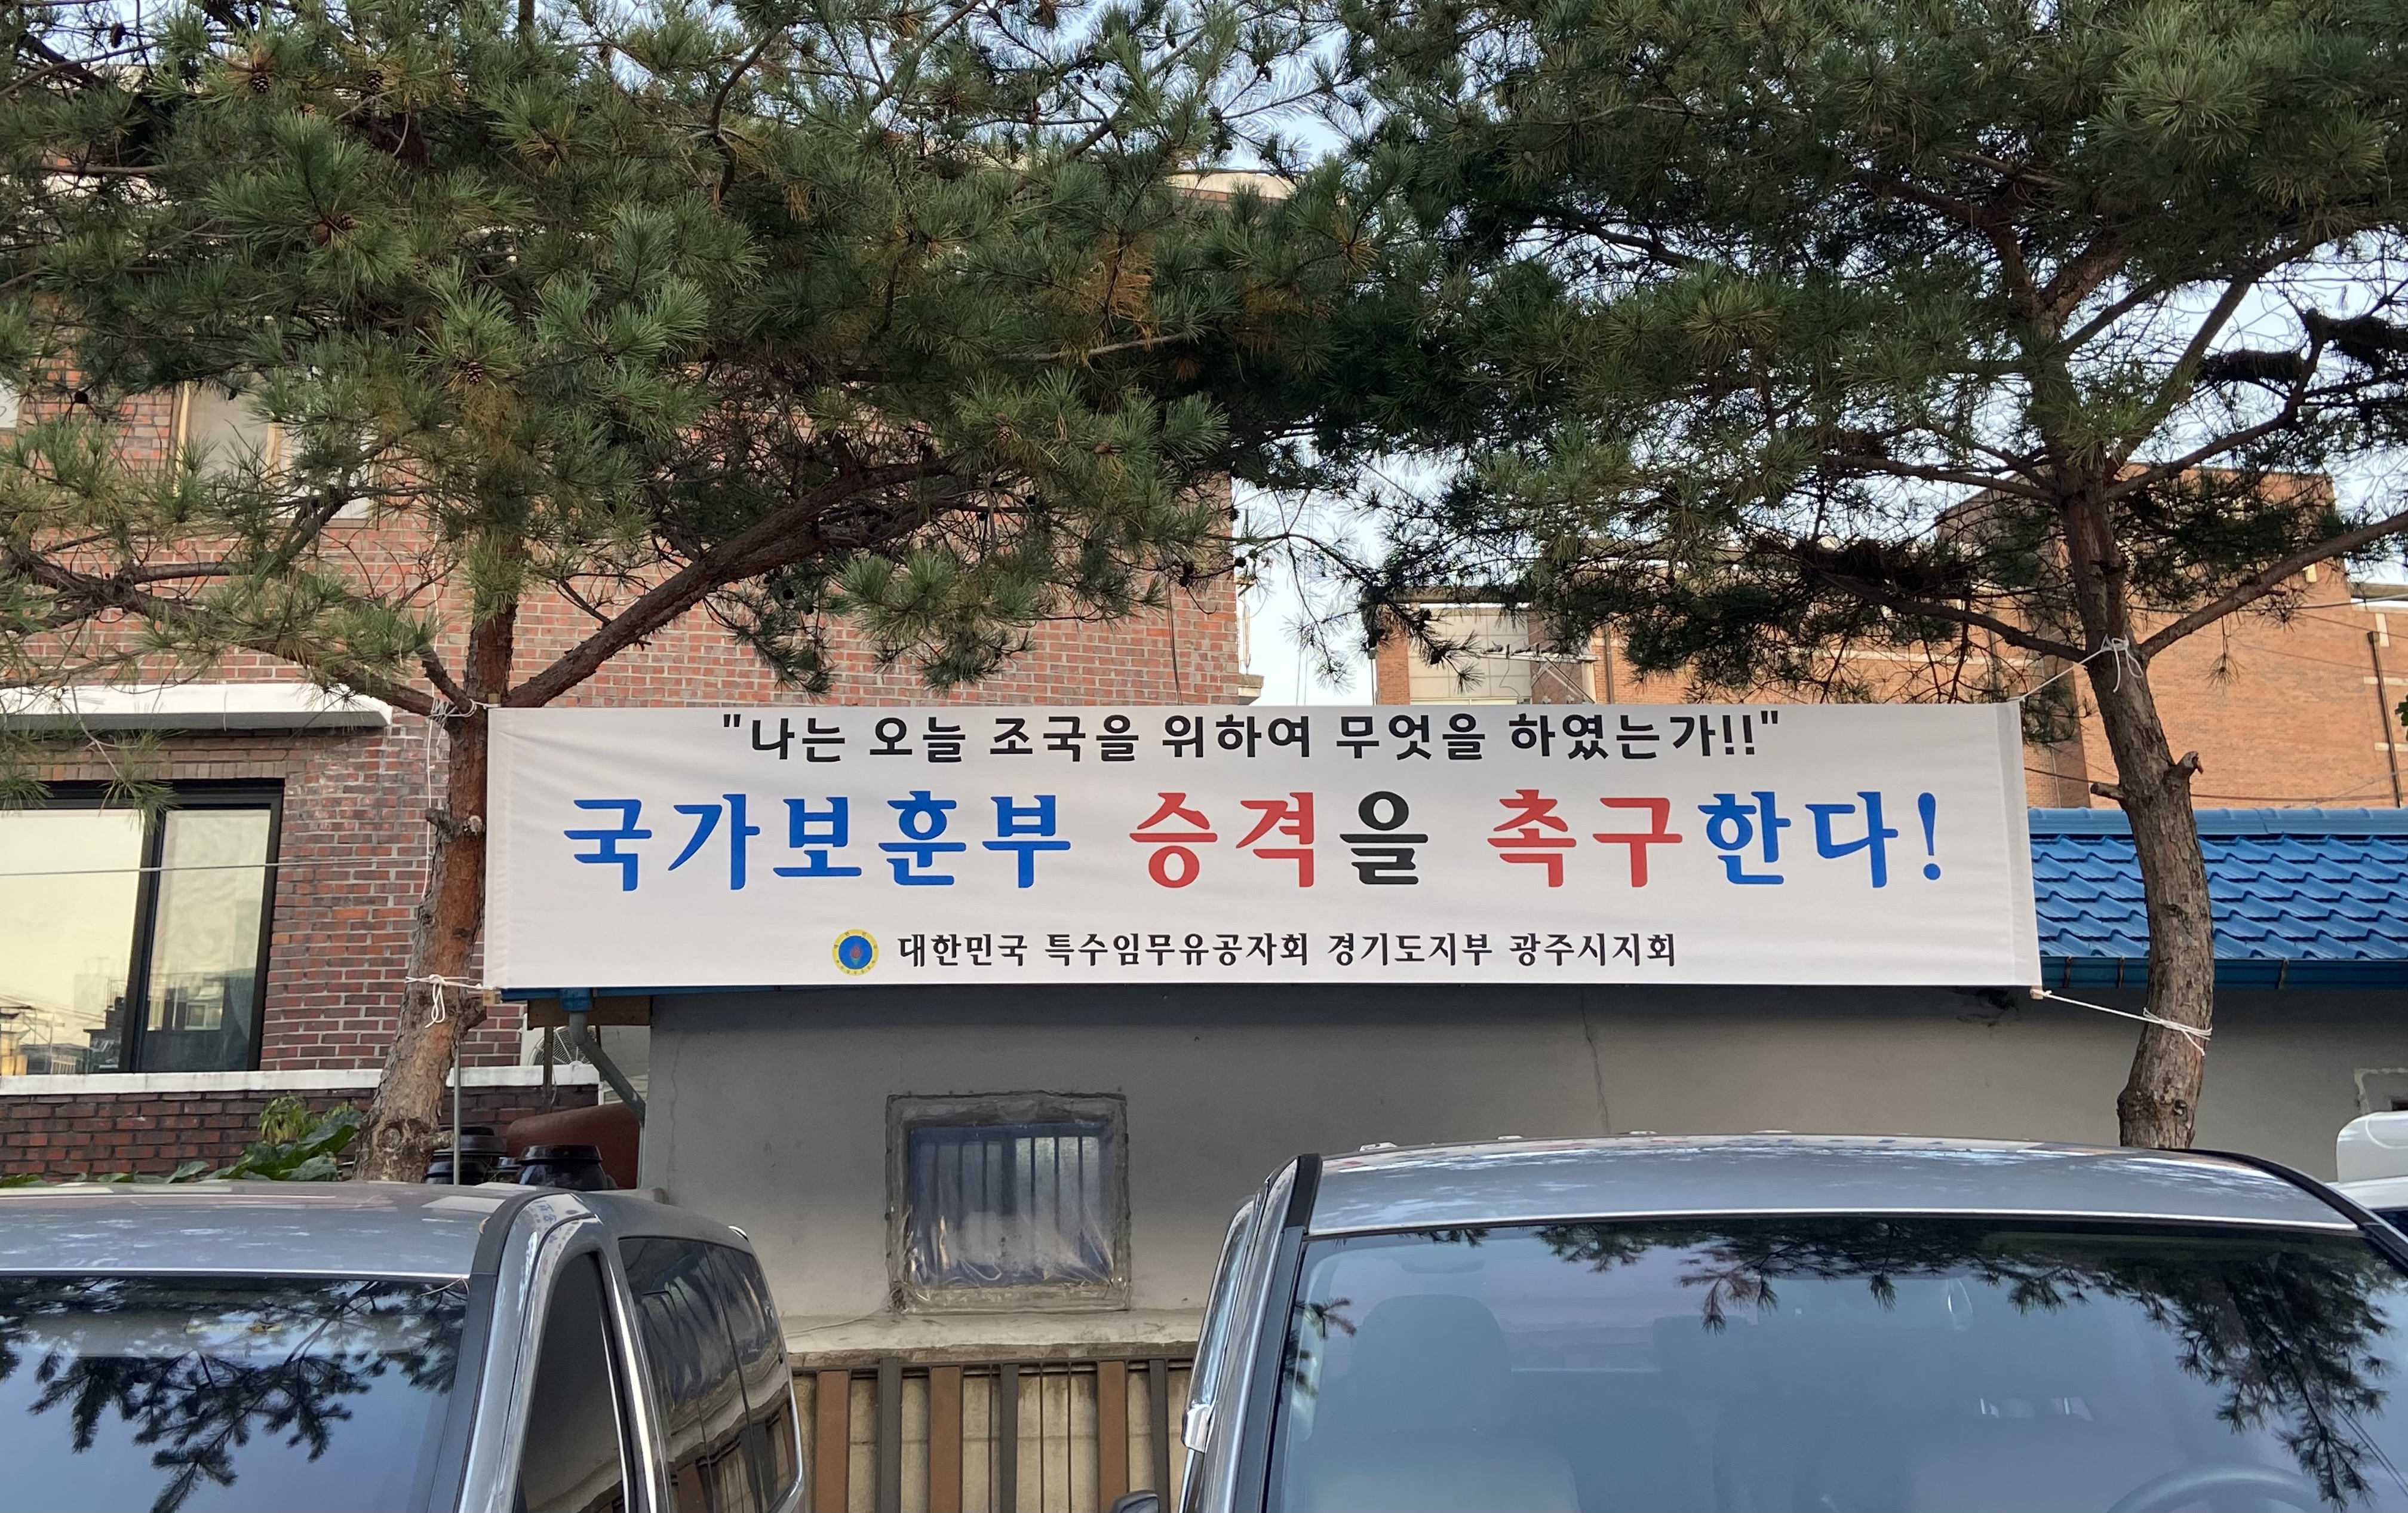 "나는 오늘 조국을 위하여 무엇을 하였는가!!"
국가보훈부 승격을 촉구한다!
대한민국 특수임무유공자회 경기도지부 광주시지회